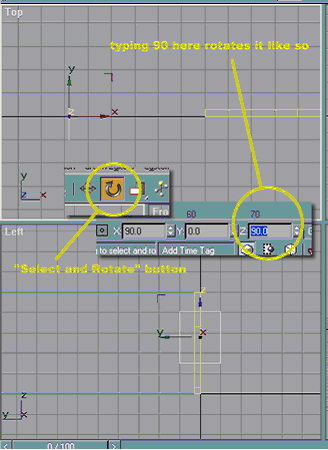 Top
typing 90 here rotates it like so
y
z
x
y
z
x
60
70
X: 90.0
Y: 0.0
Z: 90.0
to select and ro
Add Time Tag
Left
"Select and Rotate" button
z
y
x
z
y
x
< 0/100 >